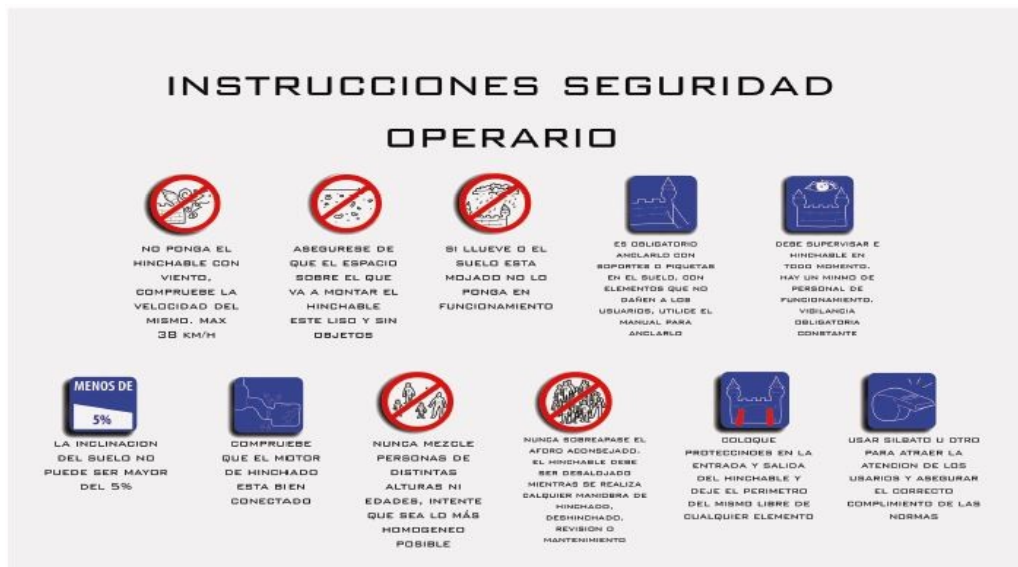 INSTRUCCIONES SEGURIDAD
OPERARIO
NO PONGA EL
HINCHABLE CON
VIENTO,
COMPRUEBE LA
VELOCIDAD DEL
MISMO. MAX
38 KM/H
ASEGURESE DE
QUE EL ESPACIO
SOBRE EL QUE
VA A MONTAR EL
HINCHABLE
ESTE LISO Y SIN
OBJETOS
SI LLUEVE O EL
SUELO ESTA
MOJADO NO LO
PONGA EN
FUNCIONAMIENTO
ES OBLIGATORIO
ANCLARLO CON
SOPORTES O PIQUETAS
EN EL SUELO, CON
ELEMENTOS QUE NO
DAÑEN A LOS
USUARIOS, UTILICE EL
MANUAL PARA
ANCLARLO
DEBE SUPERVISAR E
HINCHABLE EN
TODO MOMENTO.
HAY UN MINMO DE
PERSONAL DE
FUNCIONAMIENTO.
VIGILANCIA
OBLIGATORIA
CONSTANTE
MENOS DE
5%
LA INCLINACION
DEL SUELO NO
PUEDE SER MAYOR
DEL 5%
COMPRUEBE
QUE EL MOTOR
DE HINCHADO
ESTA BIEN
CONECTADO
NUNCA MEZCLE
PERSONAS DE
DISTINTAS
ALTURAS NI
EDADES, INTENTE
QUE SEA LO MÁS
HOMOGENEO
POSIBLE
NUNCA SOBREAPASE EL
AFORO ACONSEJADO.
EL HINCHABLE DEBE
SER DESALOJADO
MIENTRAS SE REALIZA
CALQUIER MANIOBRA DE
HINCHADO,
DESHINCHADO,
REVISION O
MANTENIMIENTO
COLOQUE
PROTECCINOES EN LA
ENTRADA Y SALIDA
DEL HINCHABLE Y
DEJE EL PERIMETRO
DEL MISMO LIBRE DE
CUALQUIER ELEMENTO
USAR SILBATO U OTRO
PARA ATRAER LA
ATENCION DE LOS
USARIOS Y ASEGURAR
EL CORRECTO
COMPLIMIENTO DE LAS
NORMAS